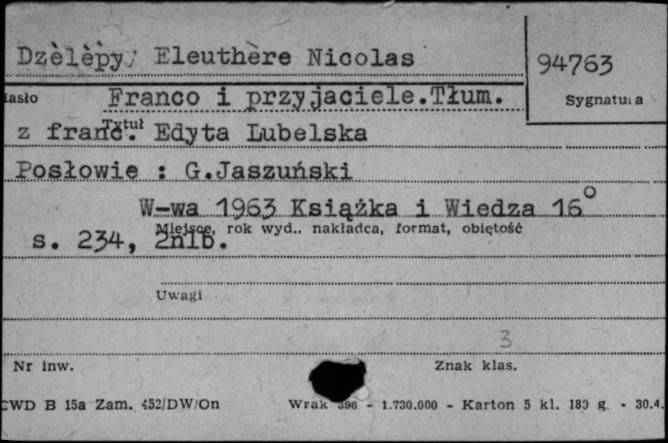 Dzèlèpy, Eleuthère Nicolas
94763
asło Franco i przyjaciele.Tłum.
Sygnatura
Tytuł
z franc. Edyta Lubelska
Posłowie : G.Jaszuński
W-wa 1963 Książka i Wiedza 16°
Miejsce, rok wyd., nakładca, format, objętość
s. 234, 2nlb.
Uwagi
3
Nr inw.
Znak klas.
CWD B 15a Zam. 452/DW/On Wrak 396 - 1.730.000 - Karton 5 kl. 180 g. - 30.4.